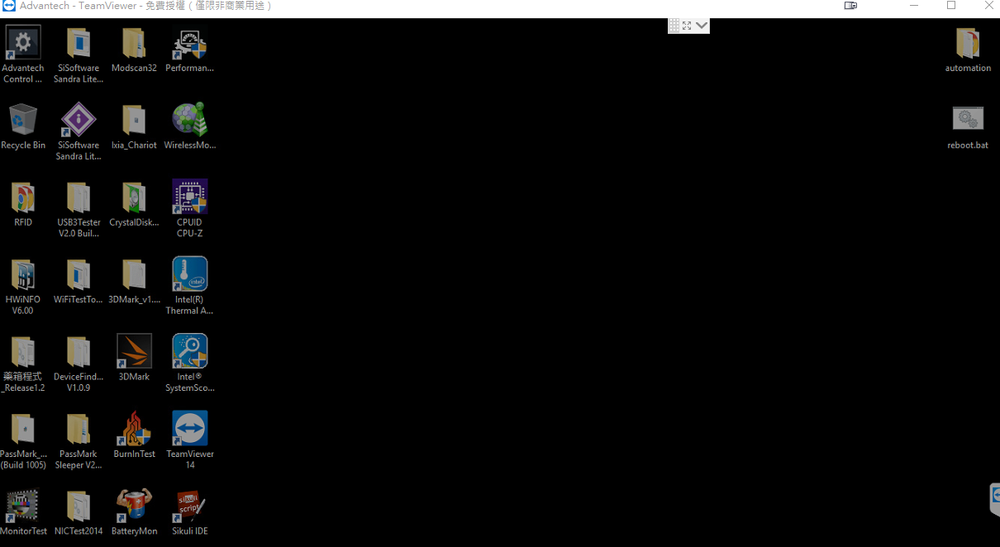 Advantech - TeamViewer - 免費授權 ( 僅限非商業用途 )
Advantech
Control ...
SiSoftware
Sandra Lite...
Modscan32
Performan...
automation
Recycle Bin
SiSoftware
Sandra Lit...
Ixia_Chariot
WirelessMo...
reboot.bat
RFID
USB3Tester
V2.0 Buil...
CrystalDisk...
CPUID
CPU-Z
HWiNFO
V6.00
WiFiTestTo...
3DMark_v1....
intel
Intel(R)
Thermal A...
藥箱程式
_Release1.2
DeviceFind...
V1.0.9
3DMark
Intel®
SystemSco...
PassMark_...
(Build 1005)
PassMark
Sleeper V2...
BurnInTest
TeamViewer
14
MonitorTest
NICTest2014
BatteryMon
sikuli
script
Sikuli IDE